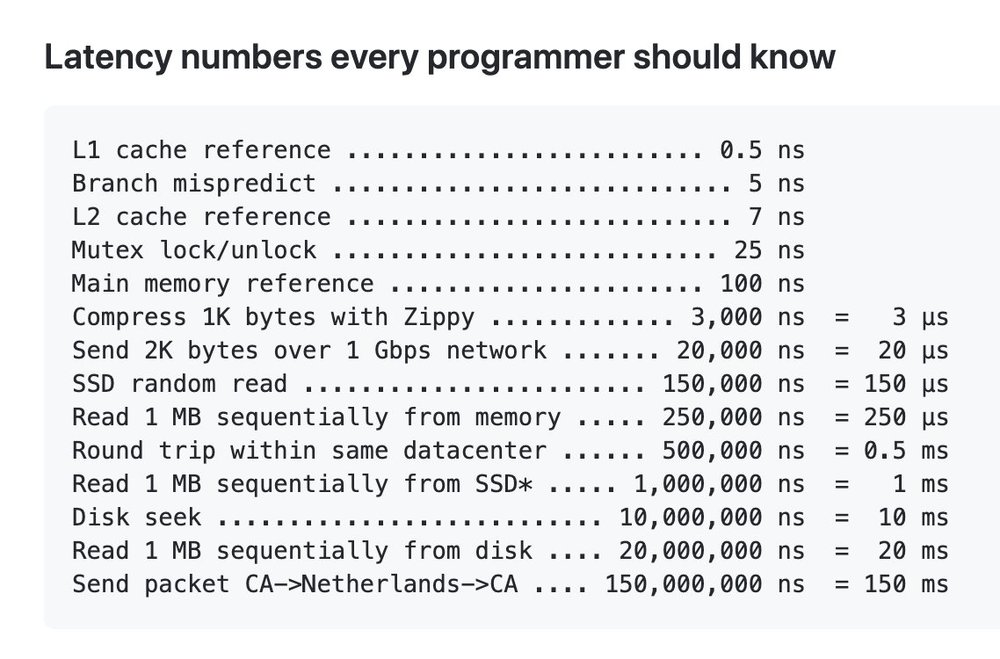 Latency numbers every programmer should know
L1 cache reference ......................... 0.5 ns
Branch mispredict ............................ 5 ns
L2 cache reference ........................... 7 ns
Mutex lock/unlock ........................... 25 ns
Main memory reference ...................... 100 ns
Compress 1K bytes with Zippy ............. 3,000 ns  =   3 µs
Send 2K bytes over 1 Gbps network ....... 20,000 ns  =  20 µs
SSD random read ........................ 150,000 ns  = 150 µs
Read 1 MB sequentially from memory ..... 250,000 ns  = 250 µs
Round trip within same datacenter ...... 500,000 ns  = 0.5 ms
Read 1 MB sequentially from SSD* ..... 1,000,000 ns  =   1 ms
Disk seek ........................... 10,000,000 ns  =  10 ms
Read 1 MB sequentially from disk .... 20,000,000 ns  =  20 ms
Send packet CA->Netherlands->CA .... 150,000,000 ns  = 150 ms